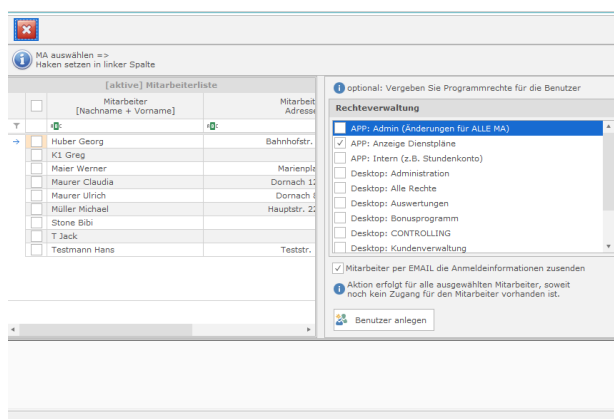 MA auswählen =>
Haken setzen in linker Spalte
[aktive] Mitarbeiterliste
Mitarbeiter
[Nachname + Vorname]
Mitarbeit
Adresse
Huber Georg Bahnhofstr.
K1 Greg
Maier Werner Marienpla
Maurer Claudia Dornach 12
Maurer Ulrich Dornach
Müller Michael Hauptstr. 22
Stone Bibi
T Jack
Testmann Hans Teststr.
optional: Vergeben Sie Programmrechte für die Benutzer
Rechteverwaltung
APP: Admin (Änderungen für ALLE MA)
APP: Anzeige Dienstpläne
APP: Intern (z.B. Stundenkonto)
Desktop: Administration
Desktop: Alle Rechte
Desktop: Auswertungen
Desktop: Bonusprogramm
Desktop: CONTROLLING
Desktop: Kundenverwaltung
Mitarbeiter per EMAIL die Anmeldeinformationen zusenden
Aktion erfolgt für alle ausgewählten Mitarbeiter, soweit
noch kein Zugang für den Mitarbeiter vorhanden ist.
Benutzer anlegen